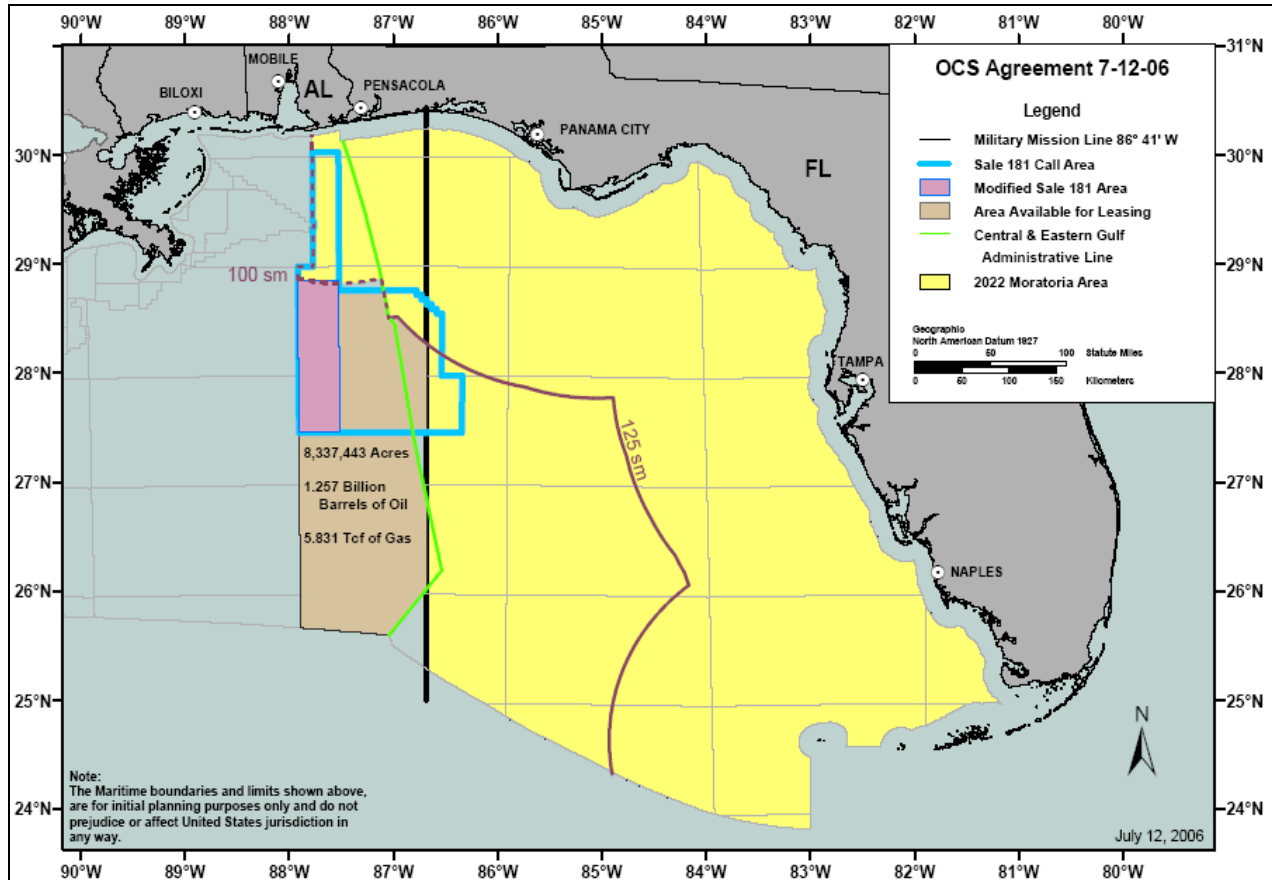 90°W 89°W 88°W 87°W 86°W 85°W 84°W 83°W 82°W 81°W 80°W
31°N
OCS Agreement 7-12-06
Legend
Military Mission Line 86° 41' W
Sale 181 Call Area
Modified Sale 181 Area
Area Available for Leasing
Central & Eastern Gulf
Administrative Line
2022 Moratoria Area
Geographic
North American Datum 1927
0 50 100 Statute Miles
0 50 100 150 Kilometers
MOBILE
AL
BILOXI
PENSACOLA
PANAMA CITY
FL
30°N 30°N
29°N 29°N
100 sm
28°N 28°N
TAMPA
125 sm
8,337,443 Acres
27°N 27°N
1.257 Billion
Barrels of Oil
5.831 Tcf of Gas
26°N 26°N
NAPLES
25°N 25°N
N
24°N 24°N
Note:
The Maritime boundaries and limits shown above,
are for initial planning purposes only and do not
prejudice or affect United States jurisdiction in
any way.
July 12, 2006
90°W 89°W 88°W 87°W 86°W 85°W 84°W 83°W 82°W 81°W 80°W